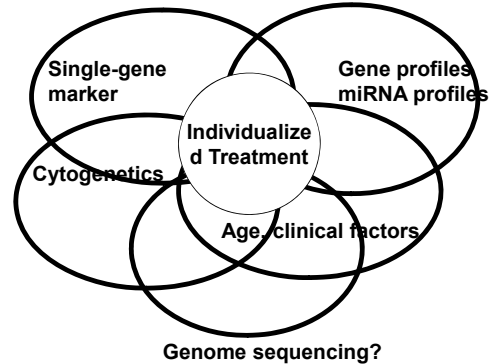 Single-gene
marker
Gene profiles
miRNA profiles
Individualize
d Treatment
Cytogenetics
Age, clinical factors
Genome sequencing?